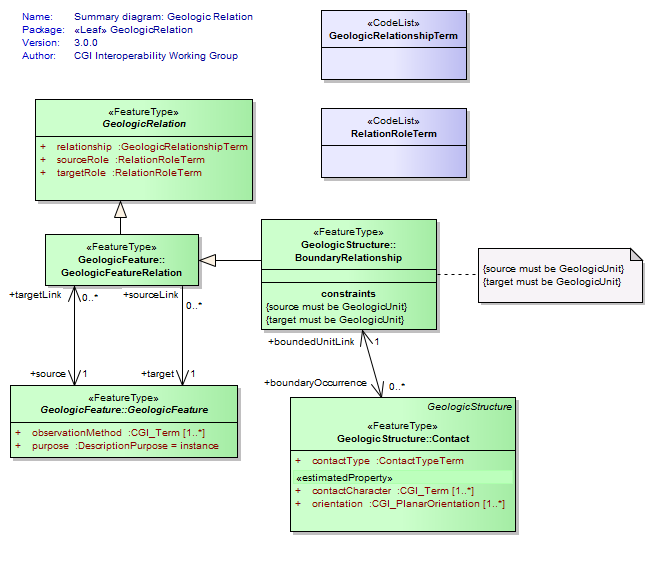 Name: Summary diagram: Geologic Relation
Package: «Leaf» GeologicRelation
Version: 3.0.0
Author: CGI Interoperability Working Group
«CodeList»
GeologicRelationshipTerm
«CodeList»
RelationRoleTerm
«FeatureType»
GeologicRelation
+ relationship :GeologicRelationshipTerm
+ sourceRole :RelationRoleTerm
+ targetRole :RelationRoleTerm
«FeatureType»
GeologicFeature::
GeologicFeatureRelation
«FeatureType»
GeologicStructure::
BoundaryRelationship
constraints
{source must be GeologicUnit}
{target must be GeologicUnit}
{source must be GeologicUnit}
{target must be GeologicUnit}
+targetLink
0..*
+sourceLink
0..*
+source
1
+target
1
+boundedUnitLink
1
+boundaryOccurrence
0..*
«FeatureType»
GeologicFeature::GeologicFeature
+ observationMethod :CGI_Term [1..*]
+ purpose :DescriptionPurpose = instance
GeologicStructure
«FeatureType»
GeologicStructure::Contact
+ contactType :ContactTypeTerm
«estimatedProperty»
+ contactCharacter :CGI_Term [1..*]
+ orientation :CGI_PlanarOrientation [1..*]